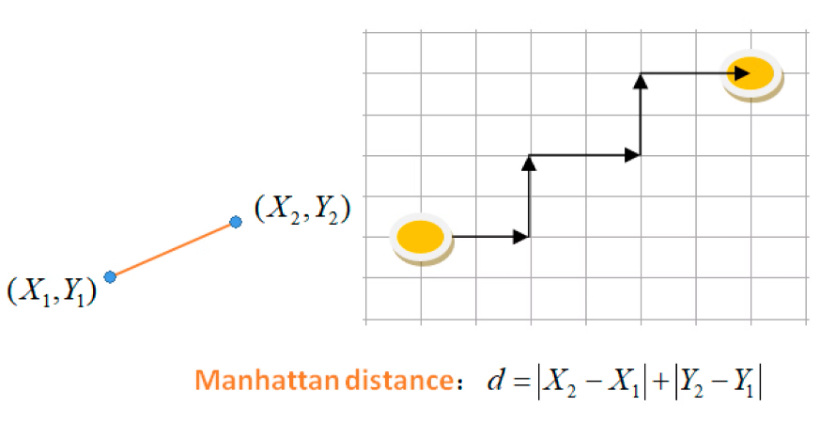 (X₂,Y₂)
(X₁,Y₁)
Manhattan distance： d = |X₂ − X₁| + |Y₂ − Y₁|